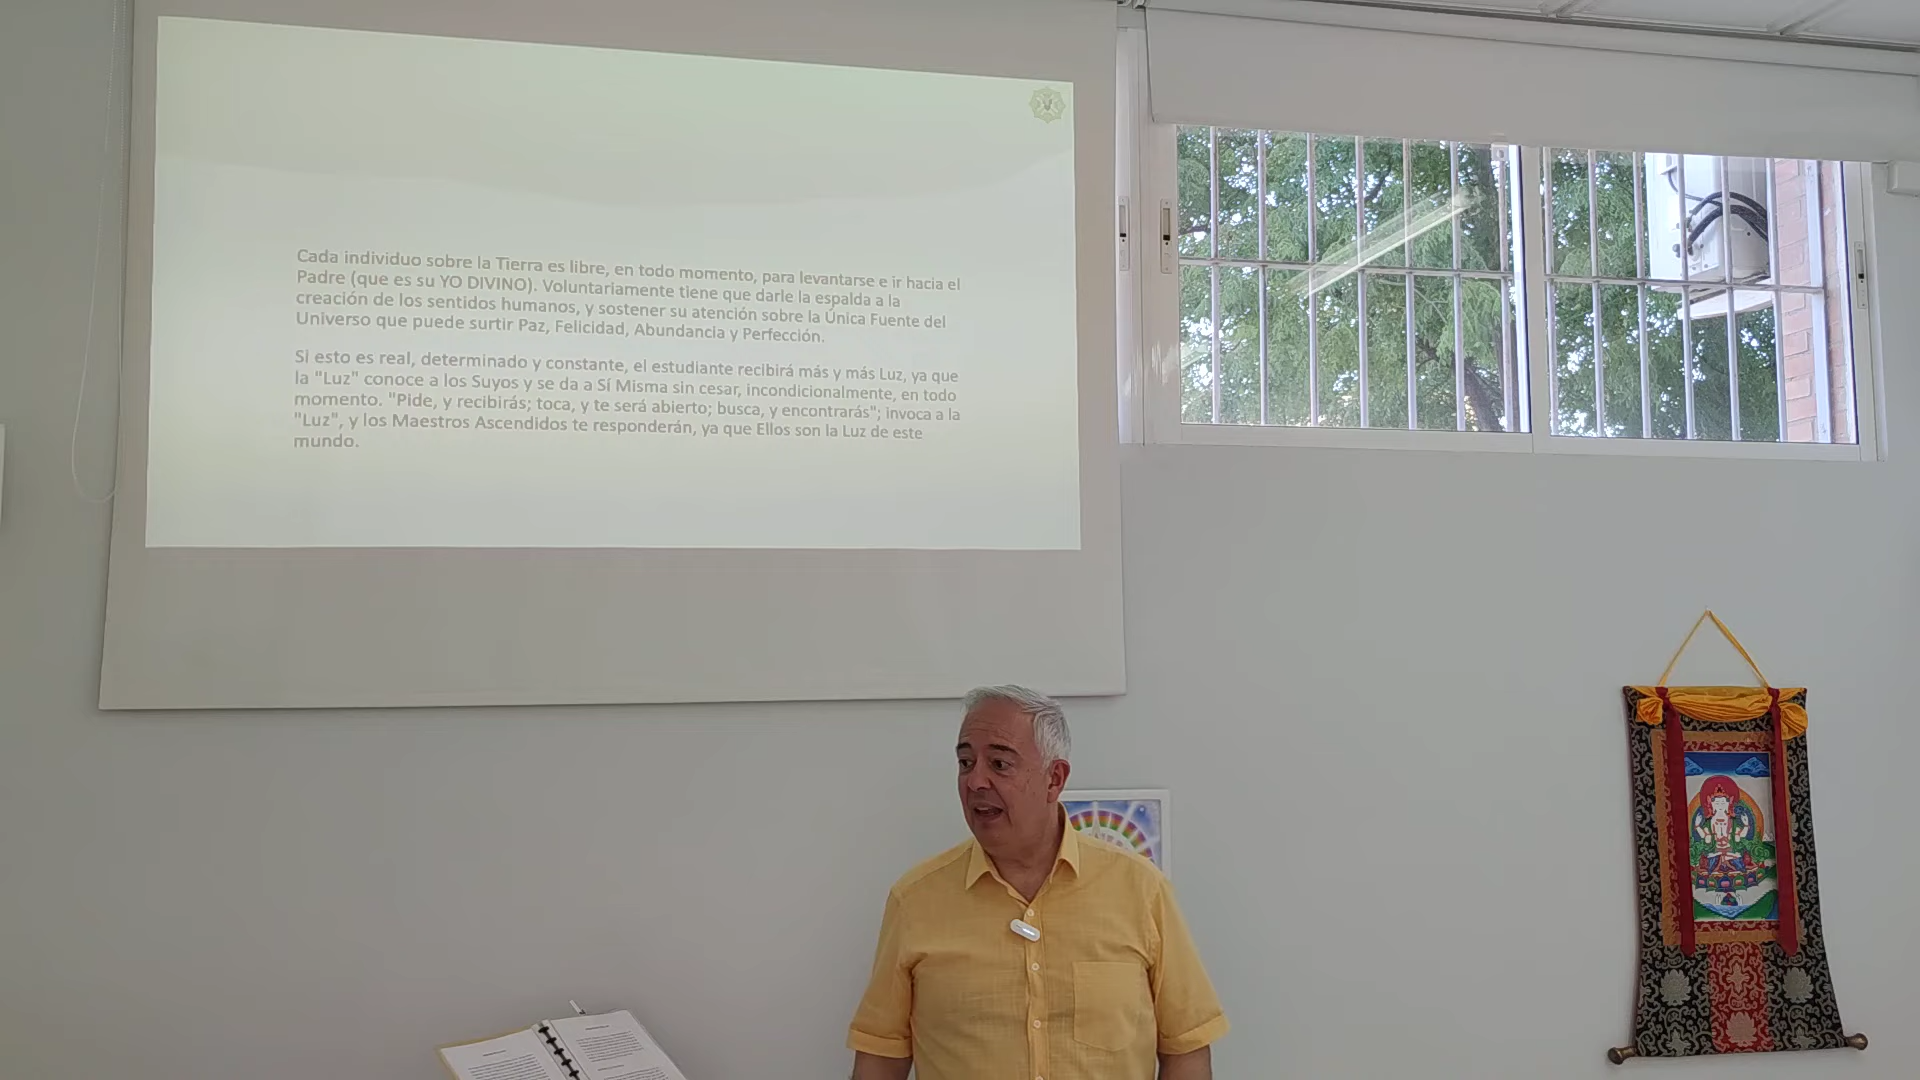 Cada individuo sobre la Tierra es libre, en todo momento, para levantarse e ir hacia el
Padre (que es su YO DIVINO). Voluntariamente tiene que darle la espalda a la
creación de los sentidos humanos, y sostener su atención sobre la Única Fuente del
Universo que puede surtir Paz, Felicidad, Abundancia y Perfección.
Si esto es real, determinado y constante, el estudiante recibirá más y más Luz, ya que
la "Luz" conoce a los Suyos y se da a Sí Misma sin cesar, incondicionalmente, en todo
momento. "Pide, y recibirás; toca, y te será abierto; busca, y encontrarás"; invoca a la
"Luz", y los Maestros Ascendidos te responderán, ya que Ellos son la Luz de este
mundo.